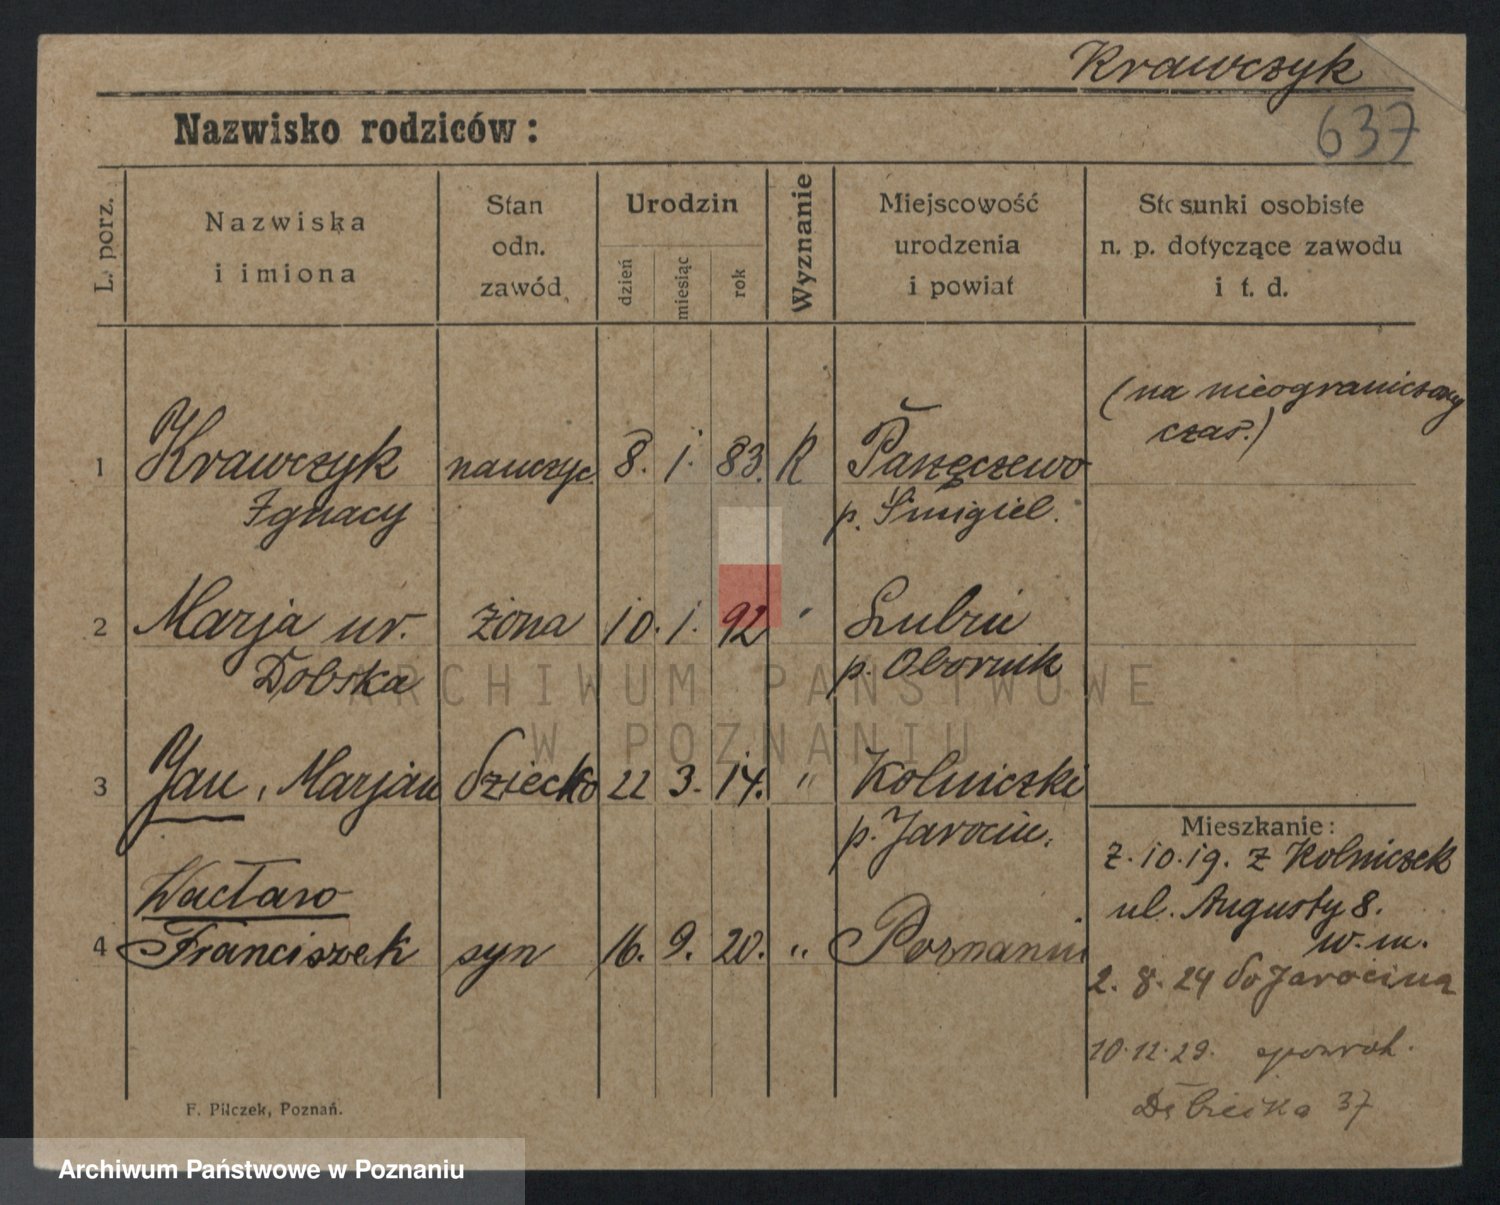 Krawczyk
637
Nazwisko rodziców:
L. porz.
Nazwiska
i imiona
Stan
odn.
zawód
Urodzin
dzień
miesiąc
rok
Wyznanie
Miejscowość
urodzenia
i powiat
Stosunki osobiste
n. p. dotyczące zawodu
i t. d.
(na nieograniczony
czas.)
1 Krawczyk nauczyc. 8. 1. 83. R Parzęczewo
Ignacy p. Śmigiel.
2 Marja ur. żona 10. 1. 92 " 
Dobska p. Obornik
3 Jan, Marjan dziecko 22 3. 14. " Kolniczki
p. Jarocin.
Wacław
4 Franciszek syn 16. 9. 20. " Poznaniu
Mieszkanie:
2.10.19. z Kolniczek
ul. Augusty 8.
w. m.
2. 8. 24 do Jarocina
10.12.29.
Dębiecka 37
F. Pilczek, Poznań.
ARCHIWUM PAŃSTWOWE
W POZNANIU
Archiwum Państwowe w Poznaniu